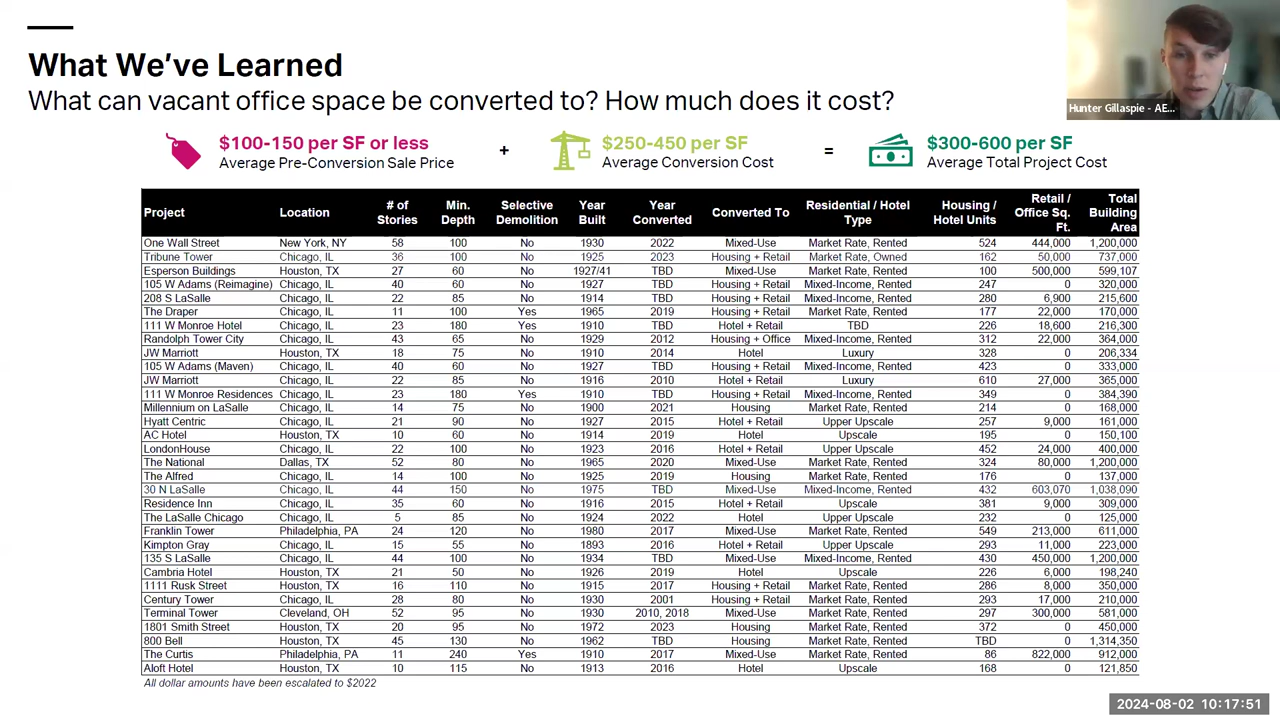 What We've Learned
What can vacant office space be converted to? How much does it cost?
Hunter Gillaspie - AE...
$100-150 per SF or less
Average Pre-Conversion Sale Price
+
$250-450 per SF
Average Conversion Cost
=
$300-600 per SF
Average Total Project Cost
Project Location # of Stories Min. Depth Selective Demolition Year Built Year Converted Converted To Residential / Hotel Type Housing / Hotel Units Retail / Office Sq. Ft. Total Building Area
One Wall Street New York, NY 58 100 No 1930 2022 Mixed-Use Market Rate, Rented 524 444,000 1,200,000
Tribune Tower Chicago, IL 36 100 No 1925 2023 Housing + Retail Market Rate, Owned 162 50,000 737,000
Esperson Buildings Houston, TX 27 60 No 1927/41 TBD Mixed-Use Market Rate, Rented 100 500,000 599,107
105 W Adams (Reimagine) Chicago, IL 40 60 No 1927 TBD Housing + Retail Mixed-Income, Rented 247 0 320,000
208 S LaSalle Chicago, IL 22 85 No 1914 TBD Housing + Retail Mixed-Income, Rented 280 6,900 215,600
The Draper Chicago, IL 11 100 Yes 1965 2019 Housing + Retail Market Rate, Rented 177 22,000 170,000
111 W Monroe Hotel Chicago, IL 23 180 Yes 1910 TBD Hotel + Retail TBD 226 18,600 216,300
Randolph Tower City Chicago, IL 43 65 No 1929 2012 Housing + Office Mixed-Income, Rented 312 22,000 364,000
JW Marriott Houston, TX 18 75 No 1910 2014 Hotel Luxury 328 0 206,334
105 W Adams (Maven) Chicago, IL 40 60 No 1927 TBD Housing + Retail Mixed-Income, Rented 423 0 333,000
JW Marriott Chicago, IL 22 85 No 1916 2010 Hotel + Retail Luxury 610 27,000 365,000
111 W Monroe Residences Chicago, IL 23 180 Yes 1910 TBD Housing + Retail Mixed-Income, Rented 349 0 384,390
Millennium on LaSalle Chicago, IL 14 75 No 1900 2021 Housing Market Rate, Rented 214 0 168,000
Hyatt Centric Chicago, IL 21 90 No 1927 2015 Hotel + Retail Upper Upscale 257 9,000 161,000
AC Hotel Houston, TX 10 60 No 1914 2019 Hotel Upscale 195 0 150,100
LondonHouse Chicago, IL 22 100 No 1923 2016 Hotel + Retail Upper Upscale 452 24,000 400,000
The National Dallas, TX 52 80 No 1965 2020 Mixed-Use Market Rate, Rented 324 80,000 1,200,000
The Alfred Chicago, IL 14 100 No 1925 2019 Housing Market Rate, Rented 176 0 137,000
30 N LaSalle Chicago, IL 44 150 No 1975 TBD Mixed-Use Mixed-Income, Rented 432 603,070 1,038,090
Residence Inn Chicago, IL 35 60 No 1916 2015 Hotel + Retail Upscale 381 9,000 309,000
The LaSalle Chicago Chicago, IL 5 85 No 1924 2022 Hotel Upper Upscale 232 0 125,000
Franklin Tower Philadelphia, PA 24 120 No 1980 2017 Mixed-Use Market Rate, Rented 549 213,000 611,000
Kimpton Gray Chicago, IL 15 55 No 1893 2016 Hotel + Retail Upper Upscale 293 11,000 223,000
135 S LaSalle Chicago, IL 44 100 No 1934 TBD Mixed-Use Mixed-Income, Rented 430 450,000 1,200,000
Cambria Hotel Houston, TX 21 50 No 1926 2019 Hotel Upscale 226 6,000 198,240
1111 Rusk Street Houston, TX 16 110 No 1915 2017 Housing + Retail Market Rate, Rented 286 8,000 350,000
Century Tower Chicago, IL 28 80 No 1930 2001 Housing + Retail Market Rate, Rented 293 17,000 210,000
Terminal Tower Cleveland, OH 52 95 No 1930 2010, 2018 Mixed-Use Market Rate, Rented 297 300,000 581,000
1801 Smith Street Houston, TX 20 95 No 1972 2023 Housing Market Rate, Rented 372 0 450,000
800 Bell Houston, TX 45 130 No 1962 TBD Housing Market Rate, Rented TBD 0 1,314,350
The Curtis Philadelphia, PA 11 240 Yes 1910 2017 Mixed-Use Market Rate, Rented 86 822,000 912,000
Aloft Hotel Houston, TX 10 115 No 1913 2016 Hotel Upscale 168 0 121,850
All dollar amounts have been escalated to $2022
2024-08-02 10:17:51